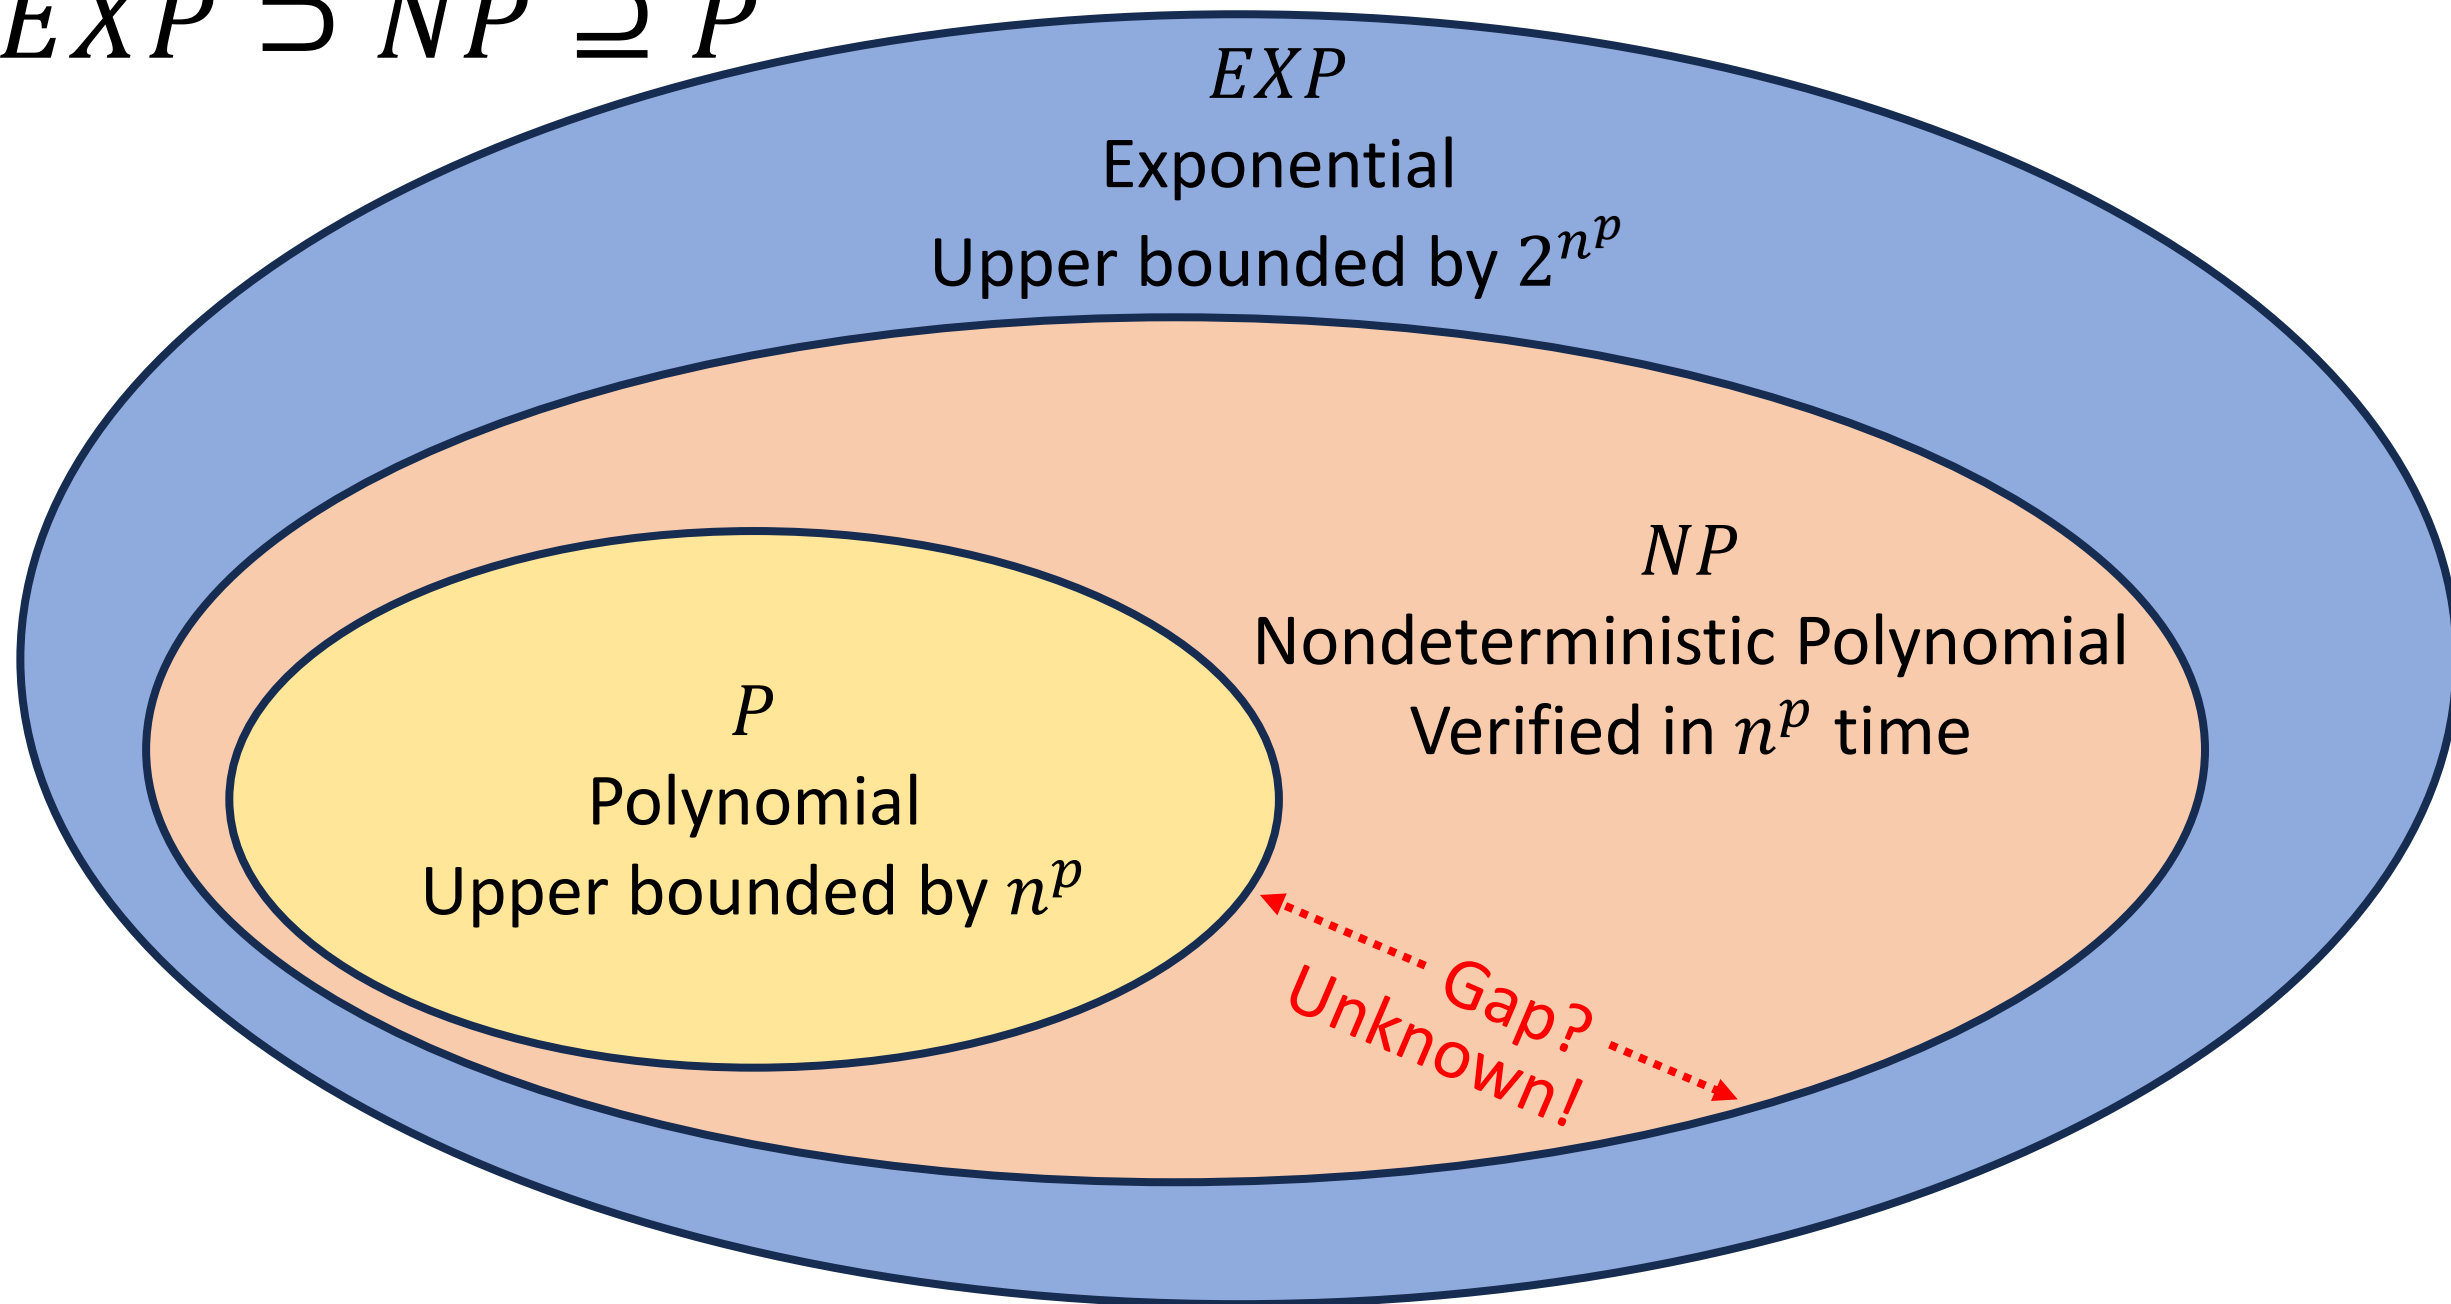 EXP ⊃ NP ⊇ P
EXP
Exponential
Upper bounded by 2^{n^p}
NP
Nondeterministic Polynomial
Verified in n^p time
P
Polynomial
Upper bounded by n^p
Gap?
Unknown!